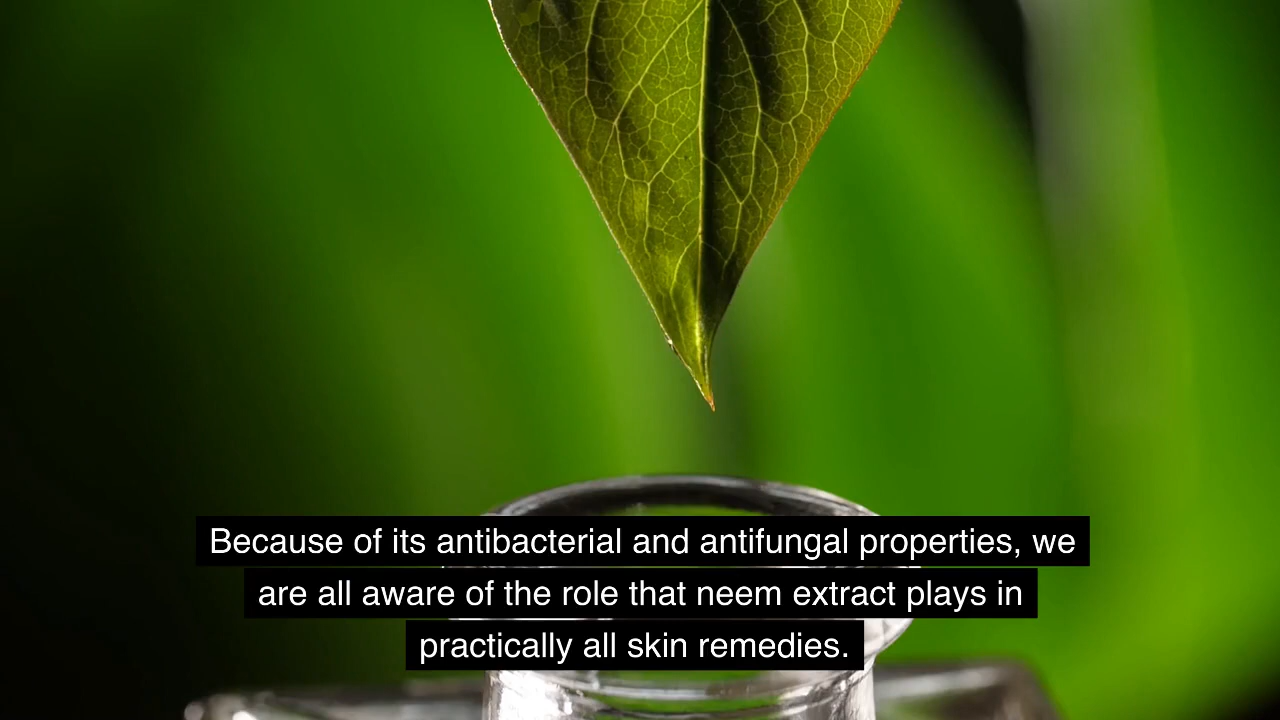 Because of its antibacterial and antifungal properties, we
are all aware of the role that neem extract plays in
practically all skin remedies.